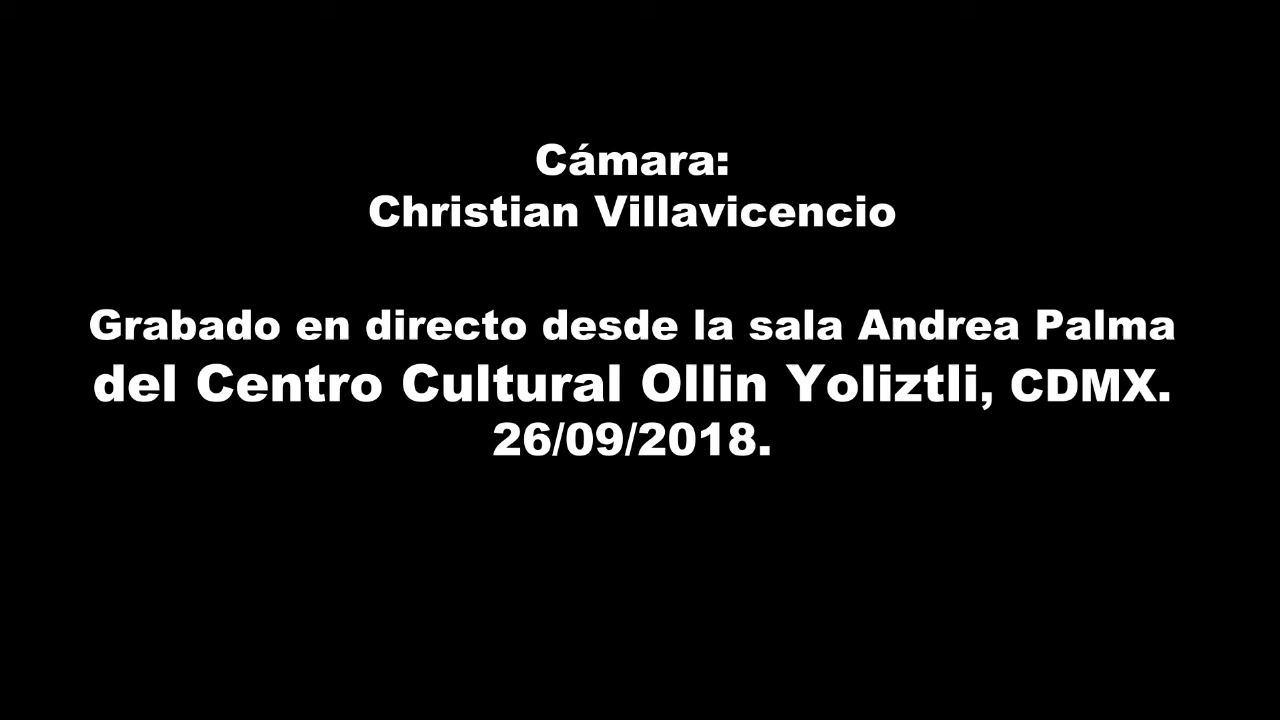 Cámara:
Christian Villavicencio
Grabado en directo desde la sala Andrea Palma
del Centro Cultural Ollin Yoliztli, CDMX.
26/09/2018.